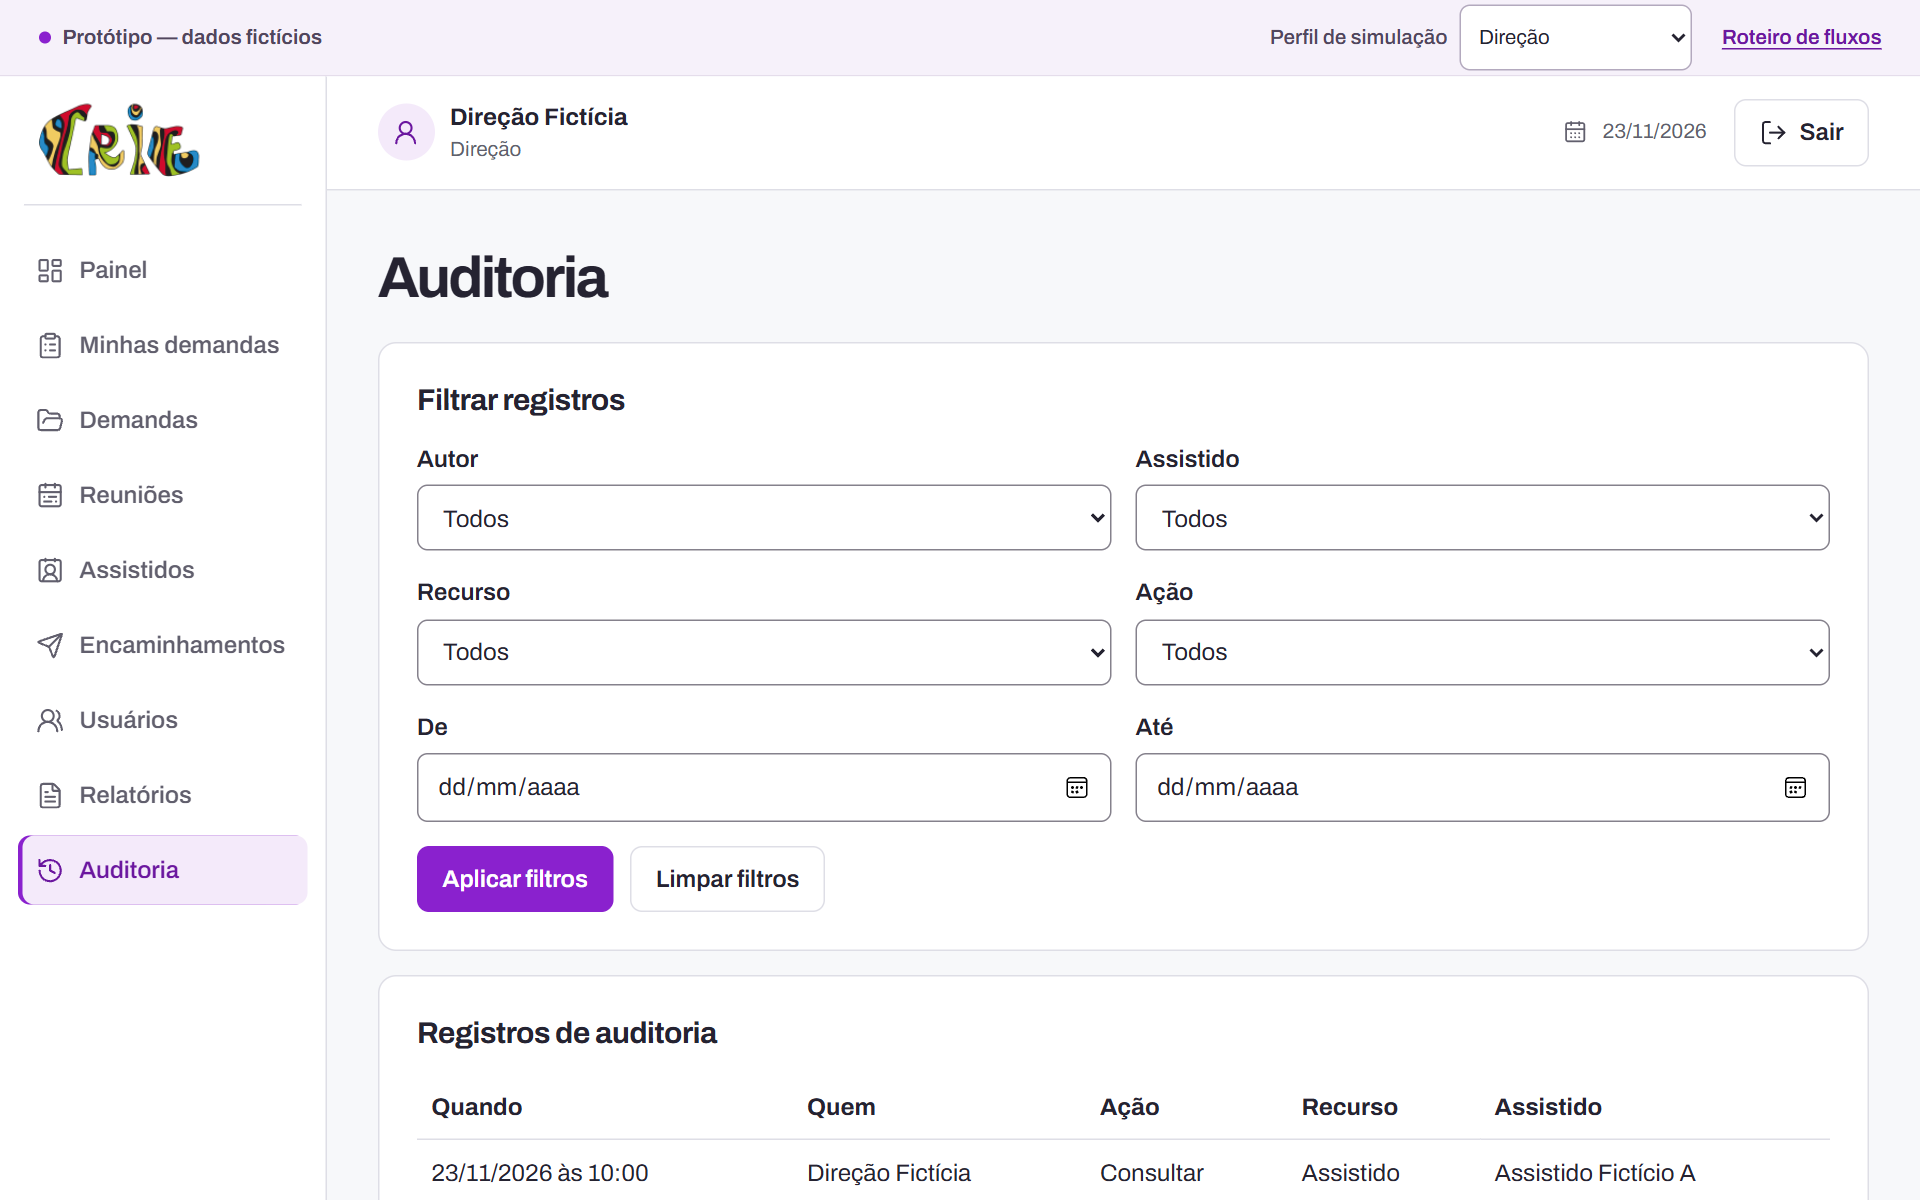 Protótipo — dados fictícios
Perfil de simulação
Direção
Roteiro de fluxos
CRIE
Direção Fictícia
Direção
23/11/2026
Sair
Painel
Minhas demandas
Demandas
Reuniões
Assistidos
Encaminhamentos
Usuários
Relatórios
Auditoria
Auditoria
Filtrar registros
Autor
Assistido
Todos
Todos
Recurso
Ação
Todos
Todos
De
Até
dd/mm/aaaa
dd/mm/aaaa
Aplicar filtros
Limpar filtros
Registros de auditoria
Quando Quem Ação Recurso Assistido
23/11/2026 às 10:00 Direção Fictícia Consultar Assistido Assistido Fictício A